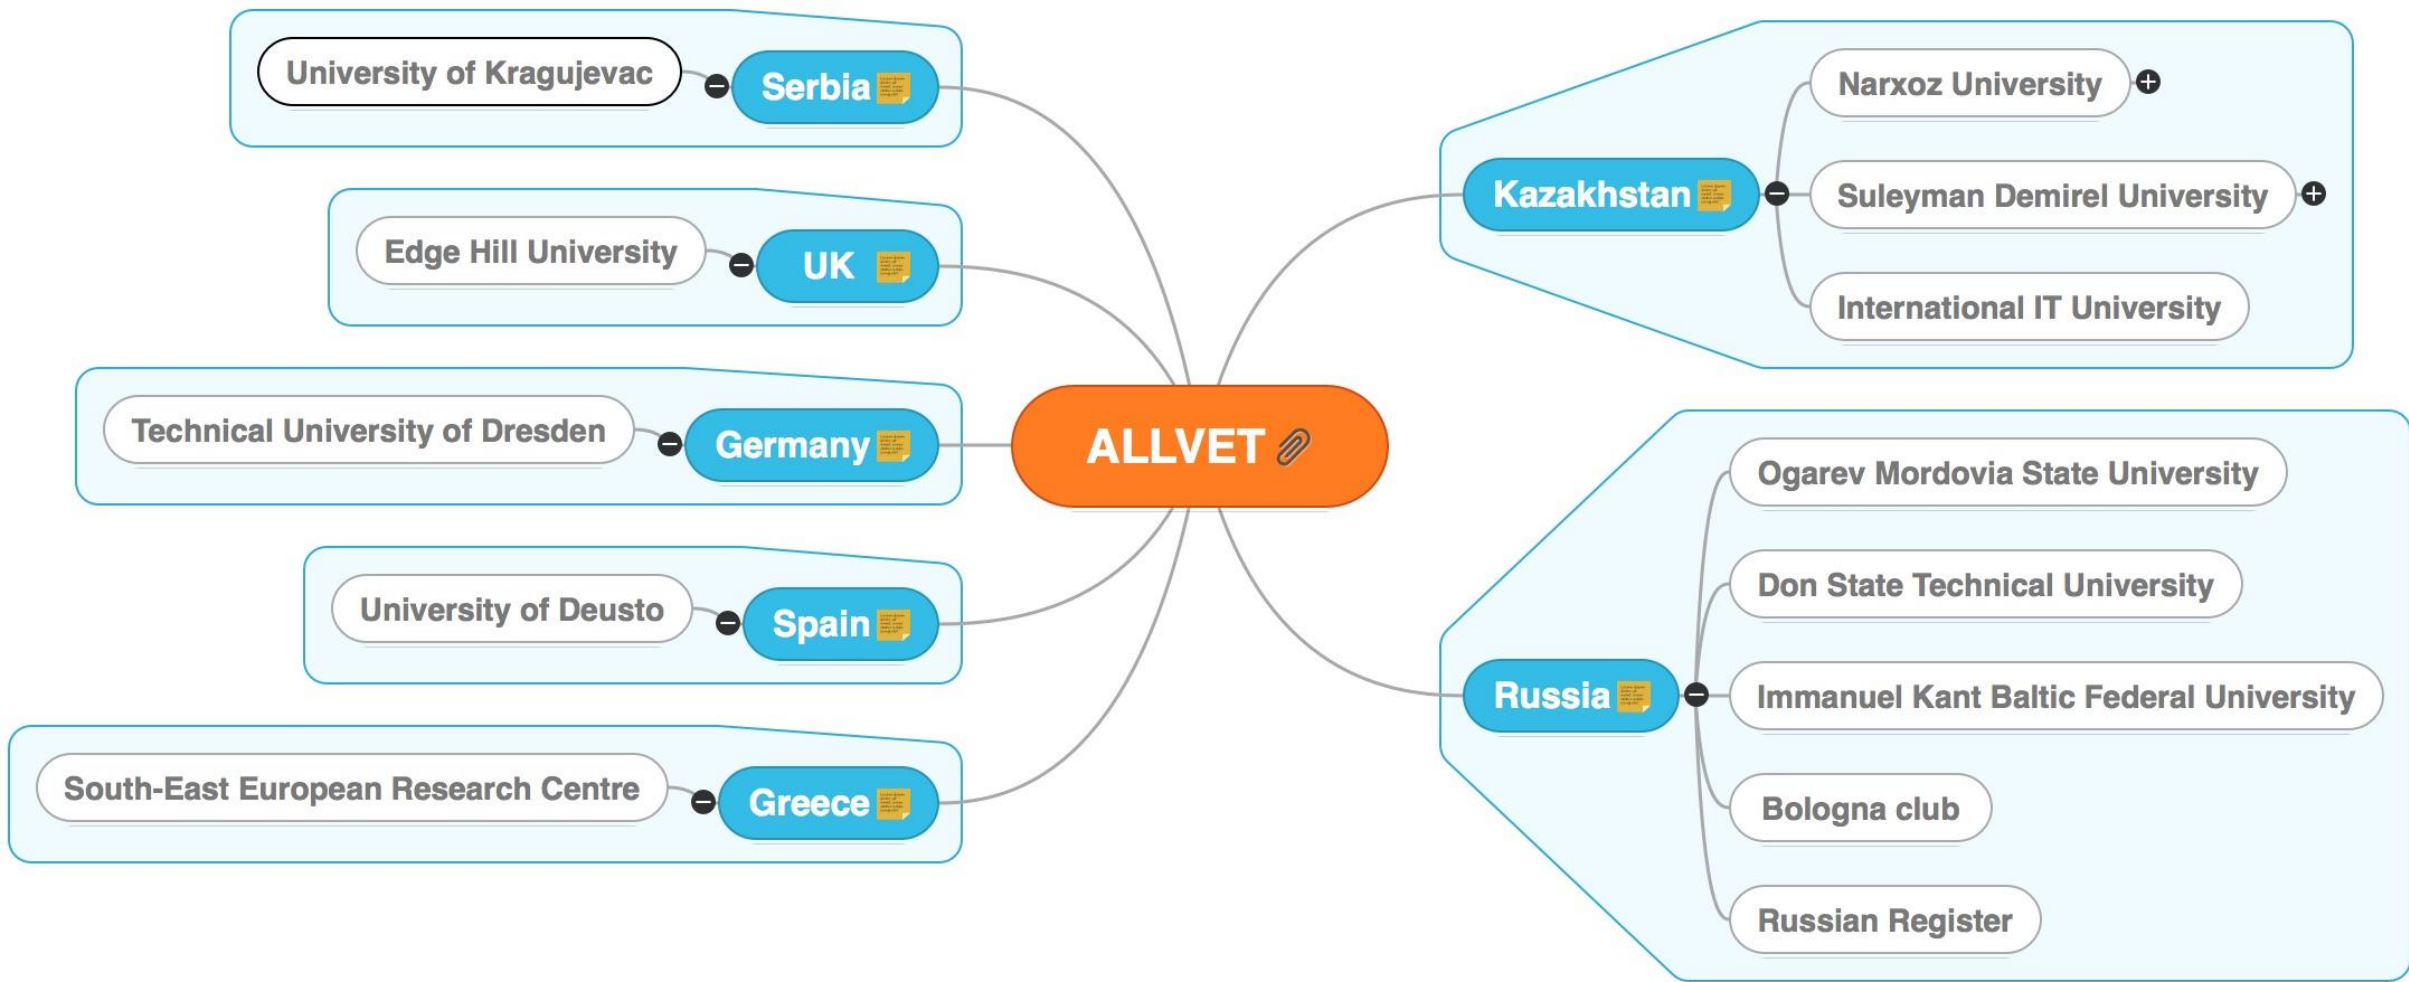 University of Kragujevac
Serbia
Edge Hill University
UK
Technical University of Dresden
Germany
University of Deusto
Spain
South-East European Research Centre
Greece
ALLVET
Kazakhstan
Narxoz University
Suleyman Demirel University
International IT University
Russia
Ogarev Mordovia State University
Don State Technical University
Immanuel Kant Baltic Federal University
Bologna club
Russian Register